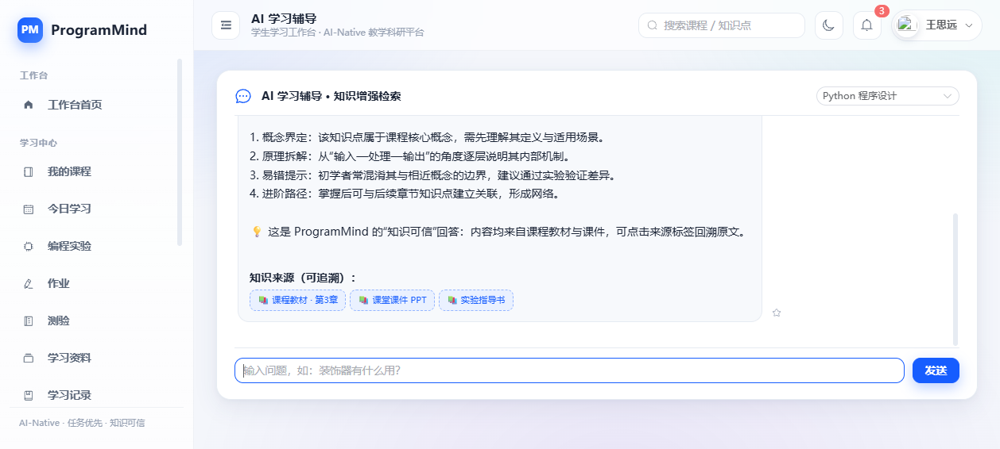 PM ProgramMind
工作台
工作台首页
学习中心
我的课程
今日学习
编程实验
作业
测验
学习资料
学习记录
AI-Native · 任务优先 · 知识可信
AI 学习辅导
学生学习工作台 · AI-Native 教学科研平台
搜索课程 / 知识点
3
王思远
AI 学习辅导 • 知识增强检索
Python 程序设计
1. 概念界定：该知识点属于课程核心概念，需先理解其定义与适用场景。
2. 原理拆解：从“输入—处理—输出”的角度逐层说明其内部机制。
3. 易错提示：初学者常混淆其与相近概念的边界，建议通过实验验证差异。
4. 进阶路径：掌握后可与后续章节知识点建立关联，形成网络。
💡 这是 ProgramMind 的“知识可信”回答：内容均来自课程教材与课件，可点击来源标签回溯原文。
知识来源（可追溯）：
📚 课程教材 · 第3章 📚 课堂课件 PPT 📚 实验指导书
输入问题，如：装饰器有什么用？
发送